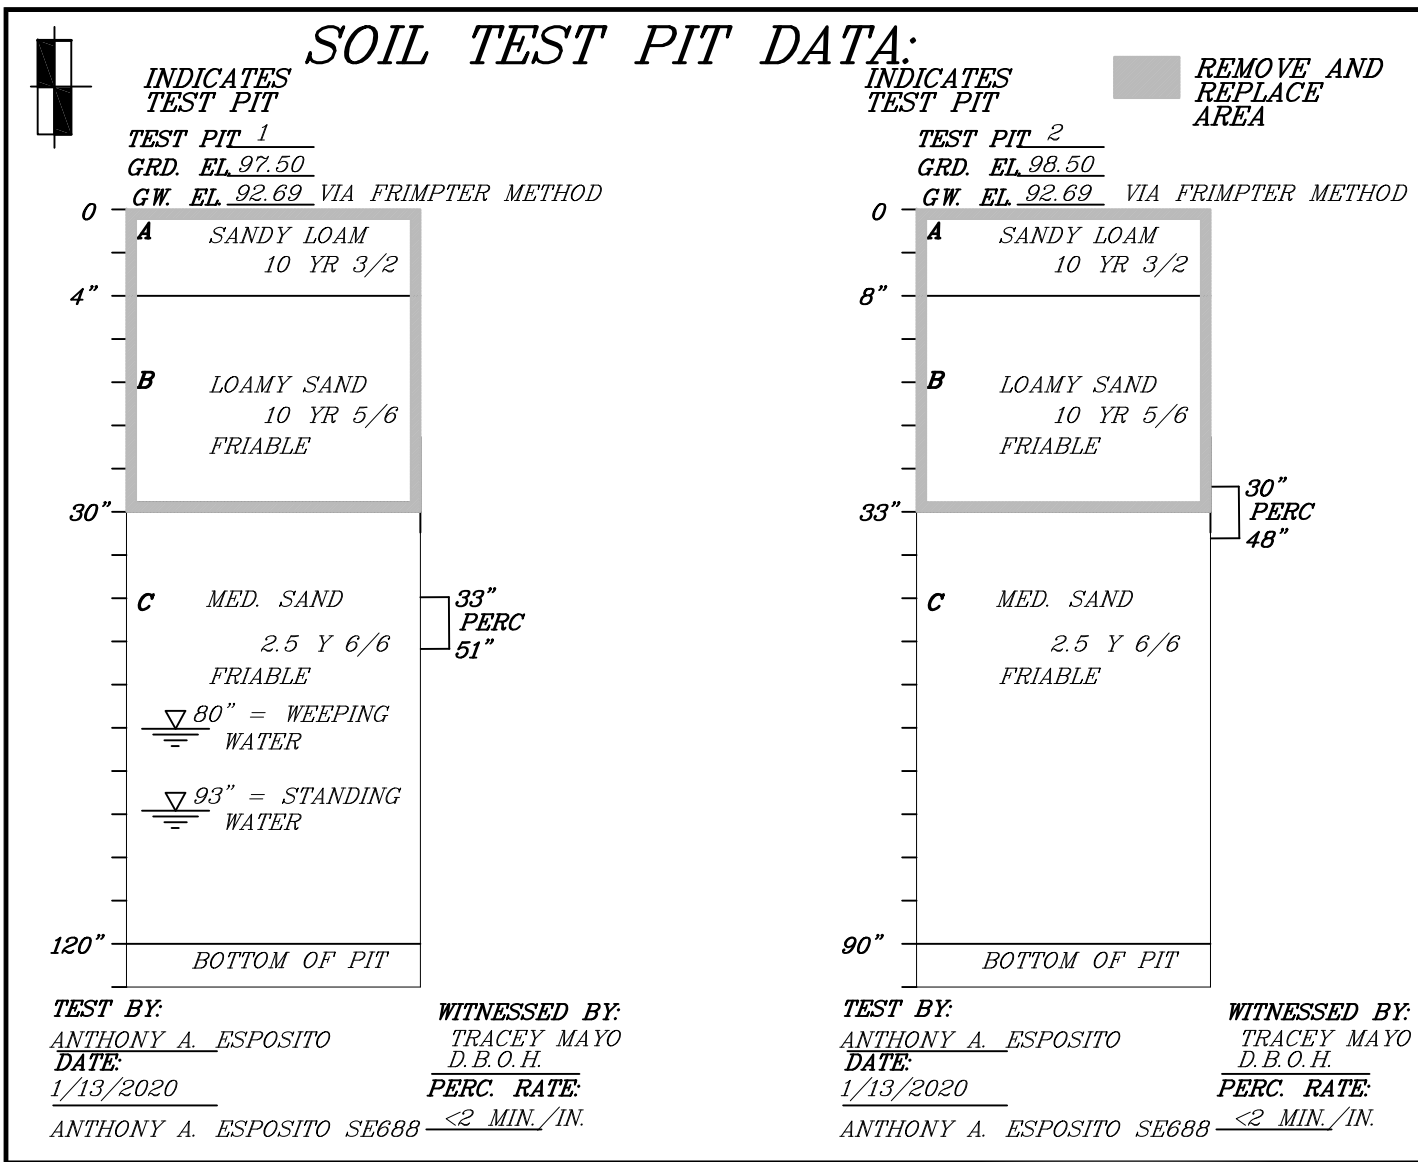 SOIL TEST PIT DATA:
INDICATES
TEST PIT
TEST PIT 1
GRD. EL. 97.50
GW. EL. 92.69 VIA FRIMPTER METHOD
0
A SANDY LOAM
10 YR 3/2
4"
B LOAMY SAND
10 YR 5/6
FRIABLE
30"
C MED. SAND
2.5 Y 6/6
FRIABLE
33"
PERC
51"
80" = WEEPING
WATER
93" = STANDING
WATER
120"
BOTTOM OF PIT
TEST BY:
ANTHONY A. ESPOSITO
DATE:
1/13/2020
ANTHONY A. ESPOSITO SE688
WITNESSED BY:
TRACEY MAYO
D.B.O.H.
PERC. RATE:
<2 MIN./IN.
INDICATES
TEST PIT
REMOVE AND
REPLACE
AREA
TEST PIT 2
GRD. EL. 98.50
GW. EL. 92.69 VIA FRIMPTER METHOD
0
A SANDY LOAM
10 YR 3/2
8"
B LOAMY SAND
10 YR 5/6
FRIABLE
30"
PERC
48"
33"
C MED. SAND
2.5 Y 6/6
FRIABLE
90"
BOTTOM OF PIT
TEST BY:
ANTHONY A. ESPOSITO
DATE:
1/13/2020
ANTHONY A. ESPOSITO SE688
WITNESSED BY:
TRACEY MAYO
D.B.O.H.
PERC. RATE:
<2 MIN./IN.